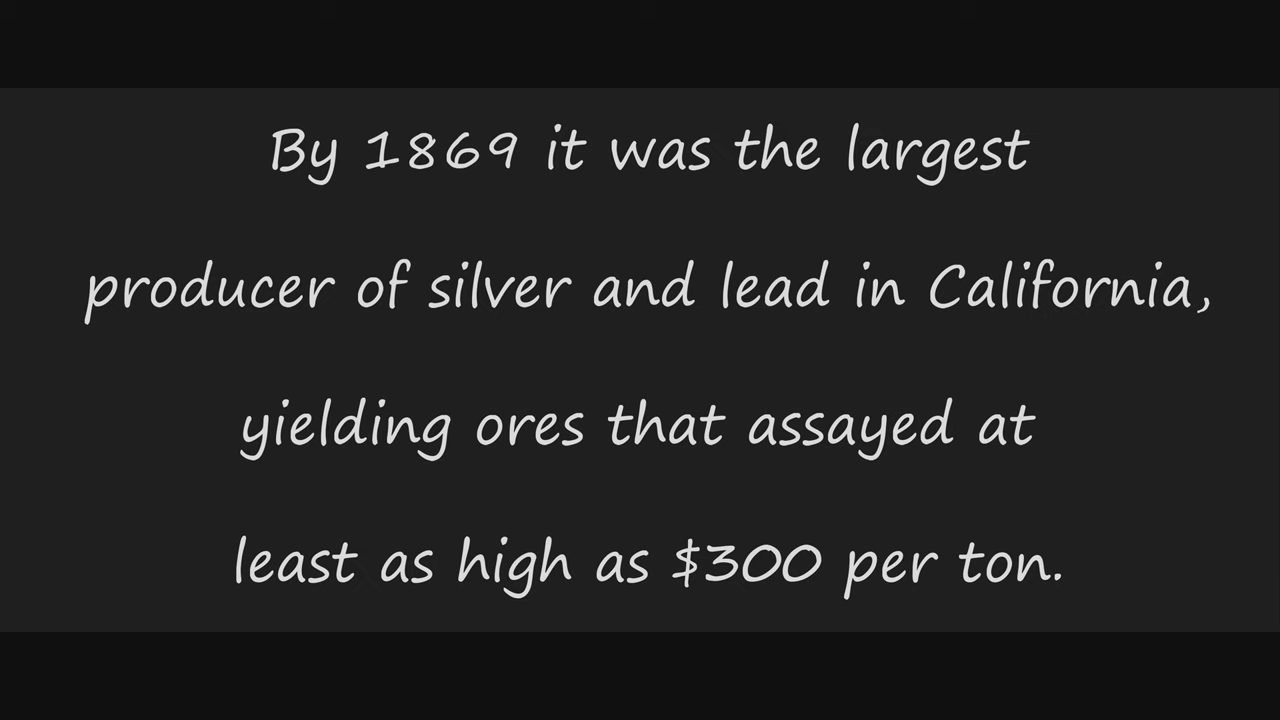 By 1869 it was the largest
producer of silver and lead in California,
yielding ores that assayed at
least as high as $300 per ton.